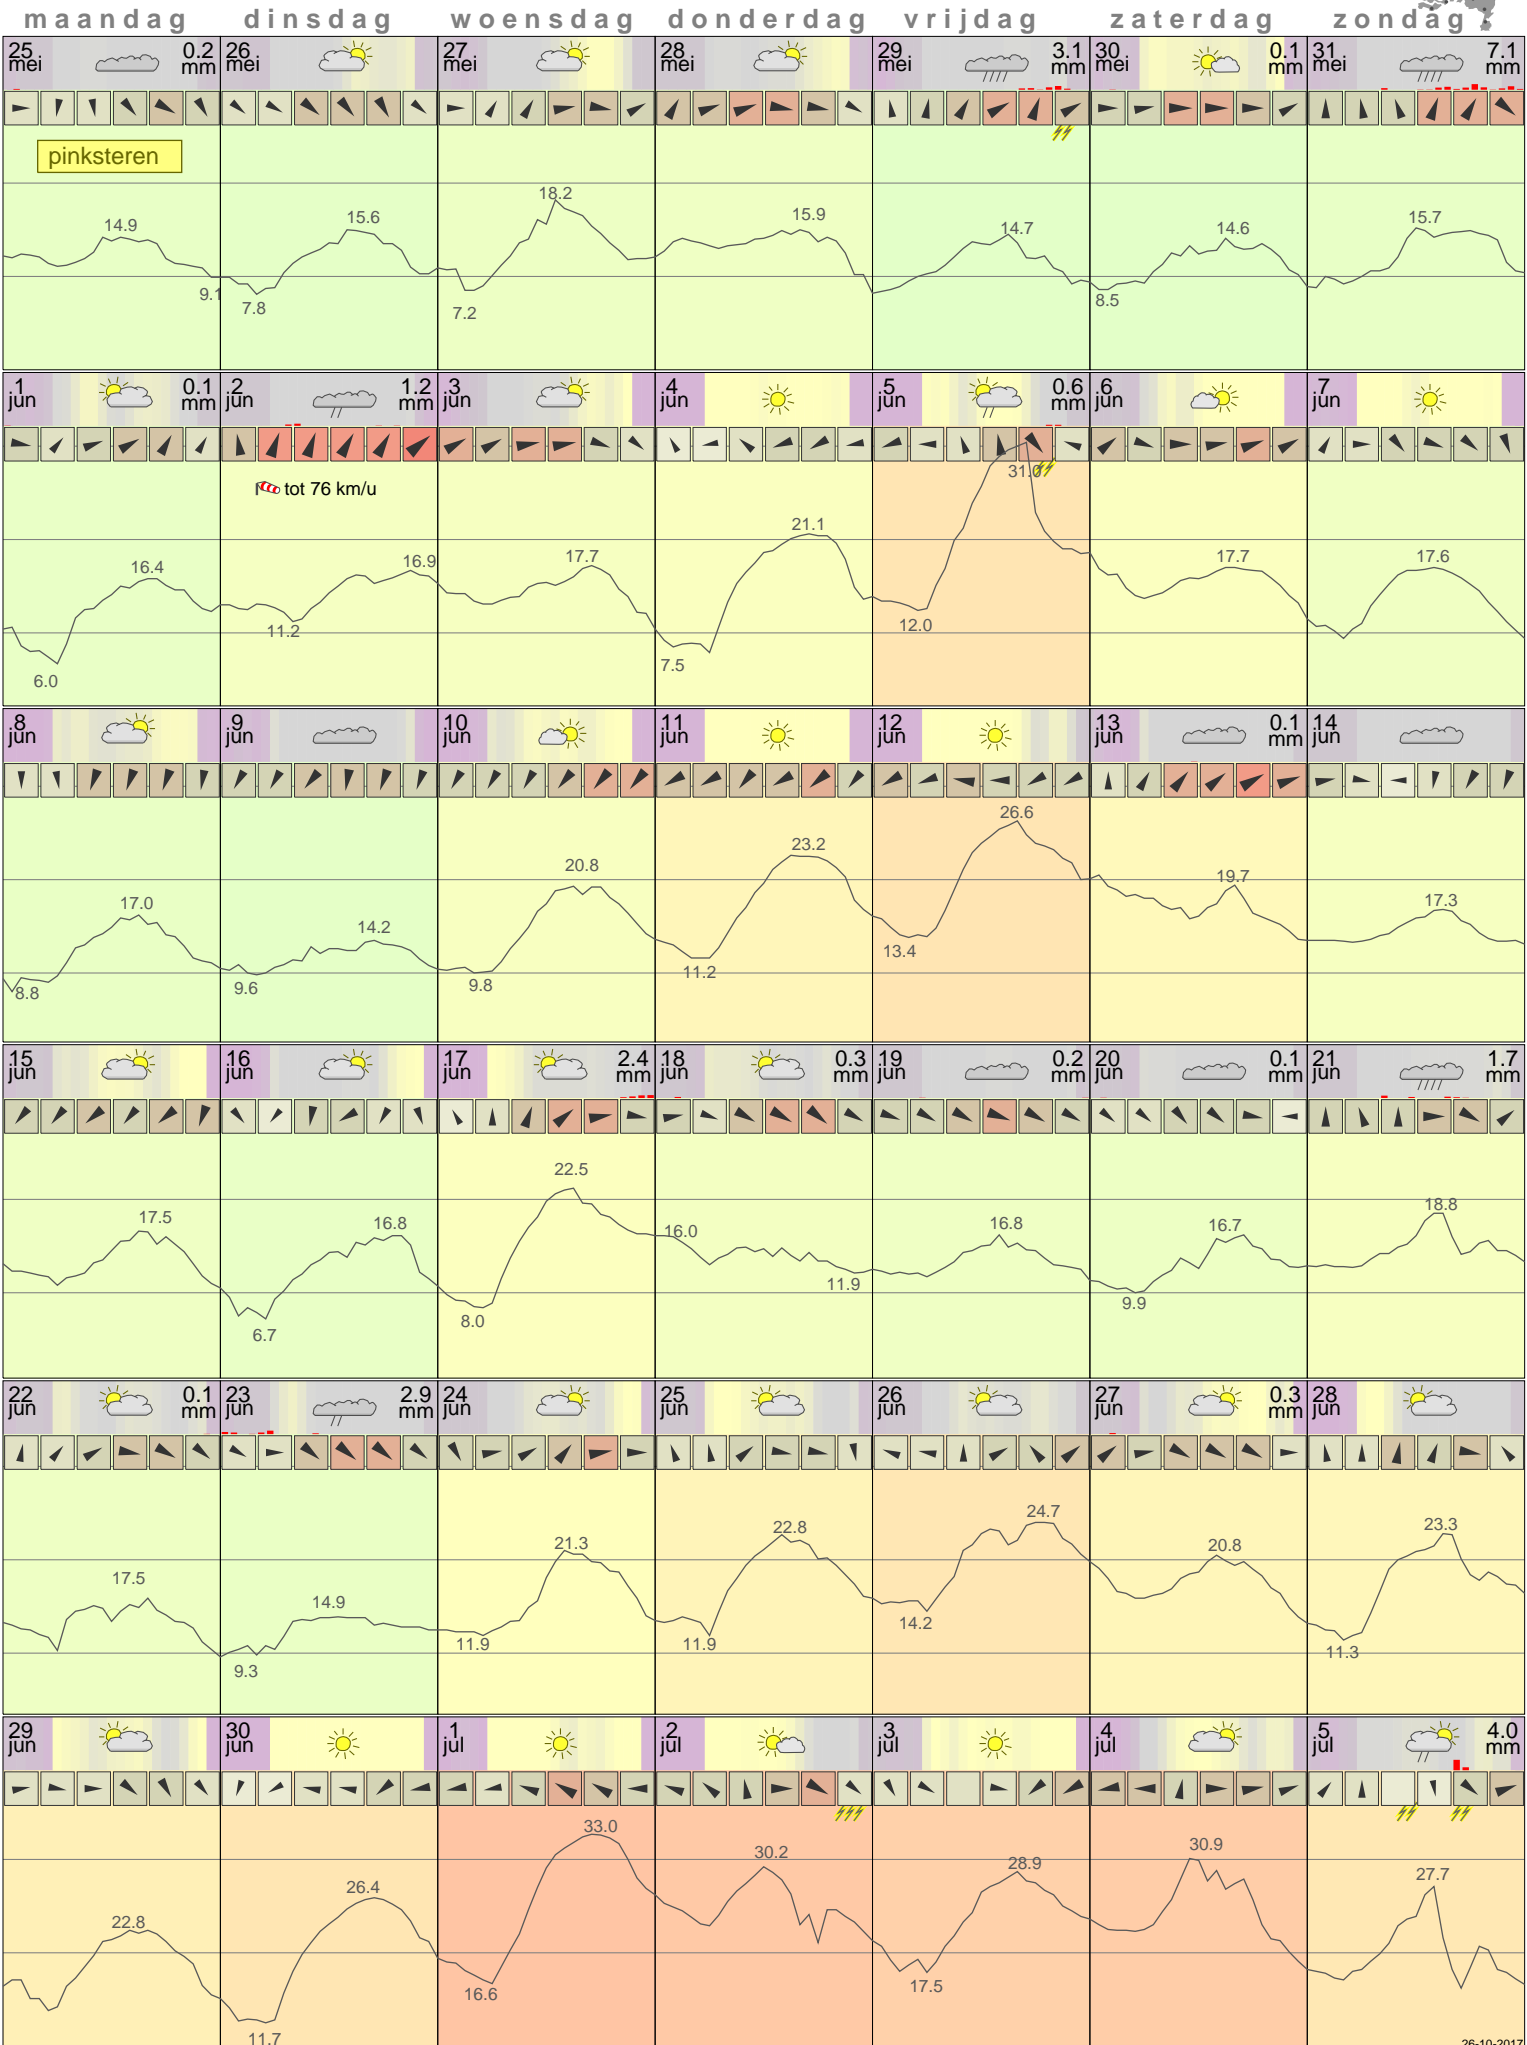 maandag dinsdag woensdag donderdag vrijdag zaterdag zondag
25 mei 0.2 mm 26 mei 27 mei 28 mei 29 mei 3.1 mm 30 mei 0.1 mm 31 mei 7.1 mm
pinksteren
14.9 9.1 15.6 7.8 18.2 7.2 15.9 14.7 14.6 8.5 15.7
1 jun 0.1 mm 2 jun 1.2 mm 3 jun 4 jun 5 jun 0.6 mm 6 jun 7 jun
tot 76 km/u
16.4 6.0 16.9 11.2 17.7 21.1 7.5 31.0 12.0 17.7 17.6
8 jun 9 jun 10 jun 11 jun 12 jun 13 jun 0.1 mm 14 jun
17.0 8.8 14.2 9.6 20.8 9.8 23.2 11.2 26.6 13.4 19.7 17.3
15 jun 16 jun 17 jun 2.4 mm 18 jun 0.3 mm 19 jun 0.2 mm 20 jun 0.1 mm 21 jun 1.7 mm
17.5 16.8 6.7 22.5 8.0 16.0 11.9 16.8 16.7 9.9 18.8
22 jun 0.1 mm 23 jun 2.9 mm 24 jun 25 jun 26 jun 27 jun 0.3 mm 28 jun
17.5 14.9 9.3 21.3 11.9 22.8 11.9 24.7 14.2 20.8 23.3 11.3
29 jun 30 jun 1 jul 2 jul 3 jul 4 jul 5 jul 4.0 mm
22.8 26.4 11.7 33.0 16.6 30.2 28.9 17.5 30.9 27.7
26-10-2017